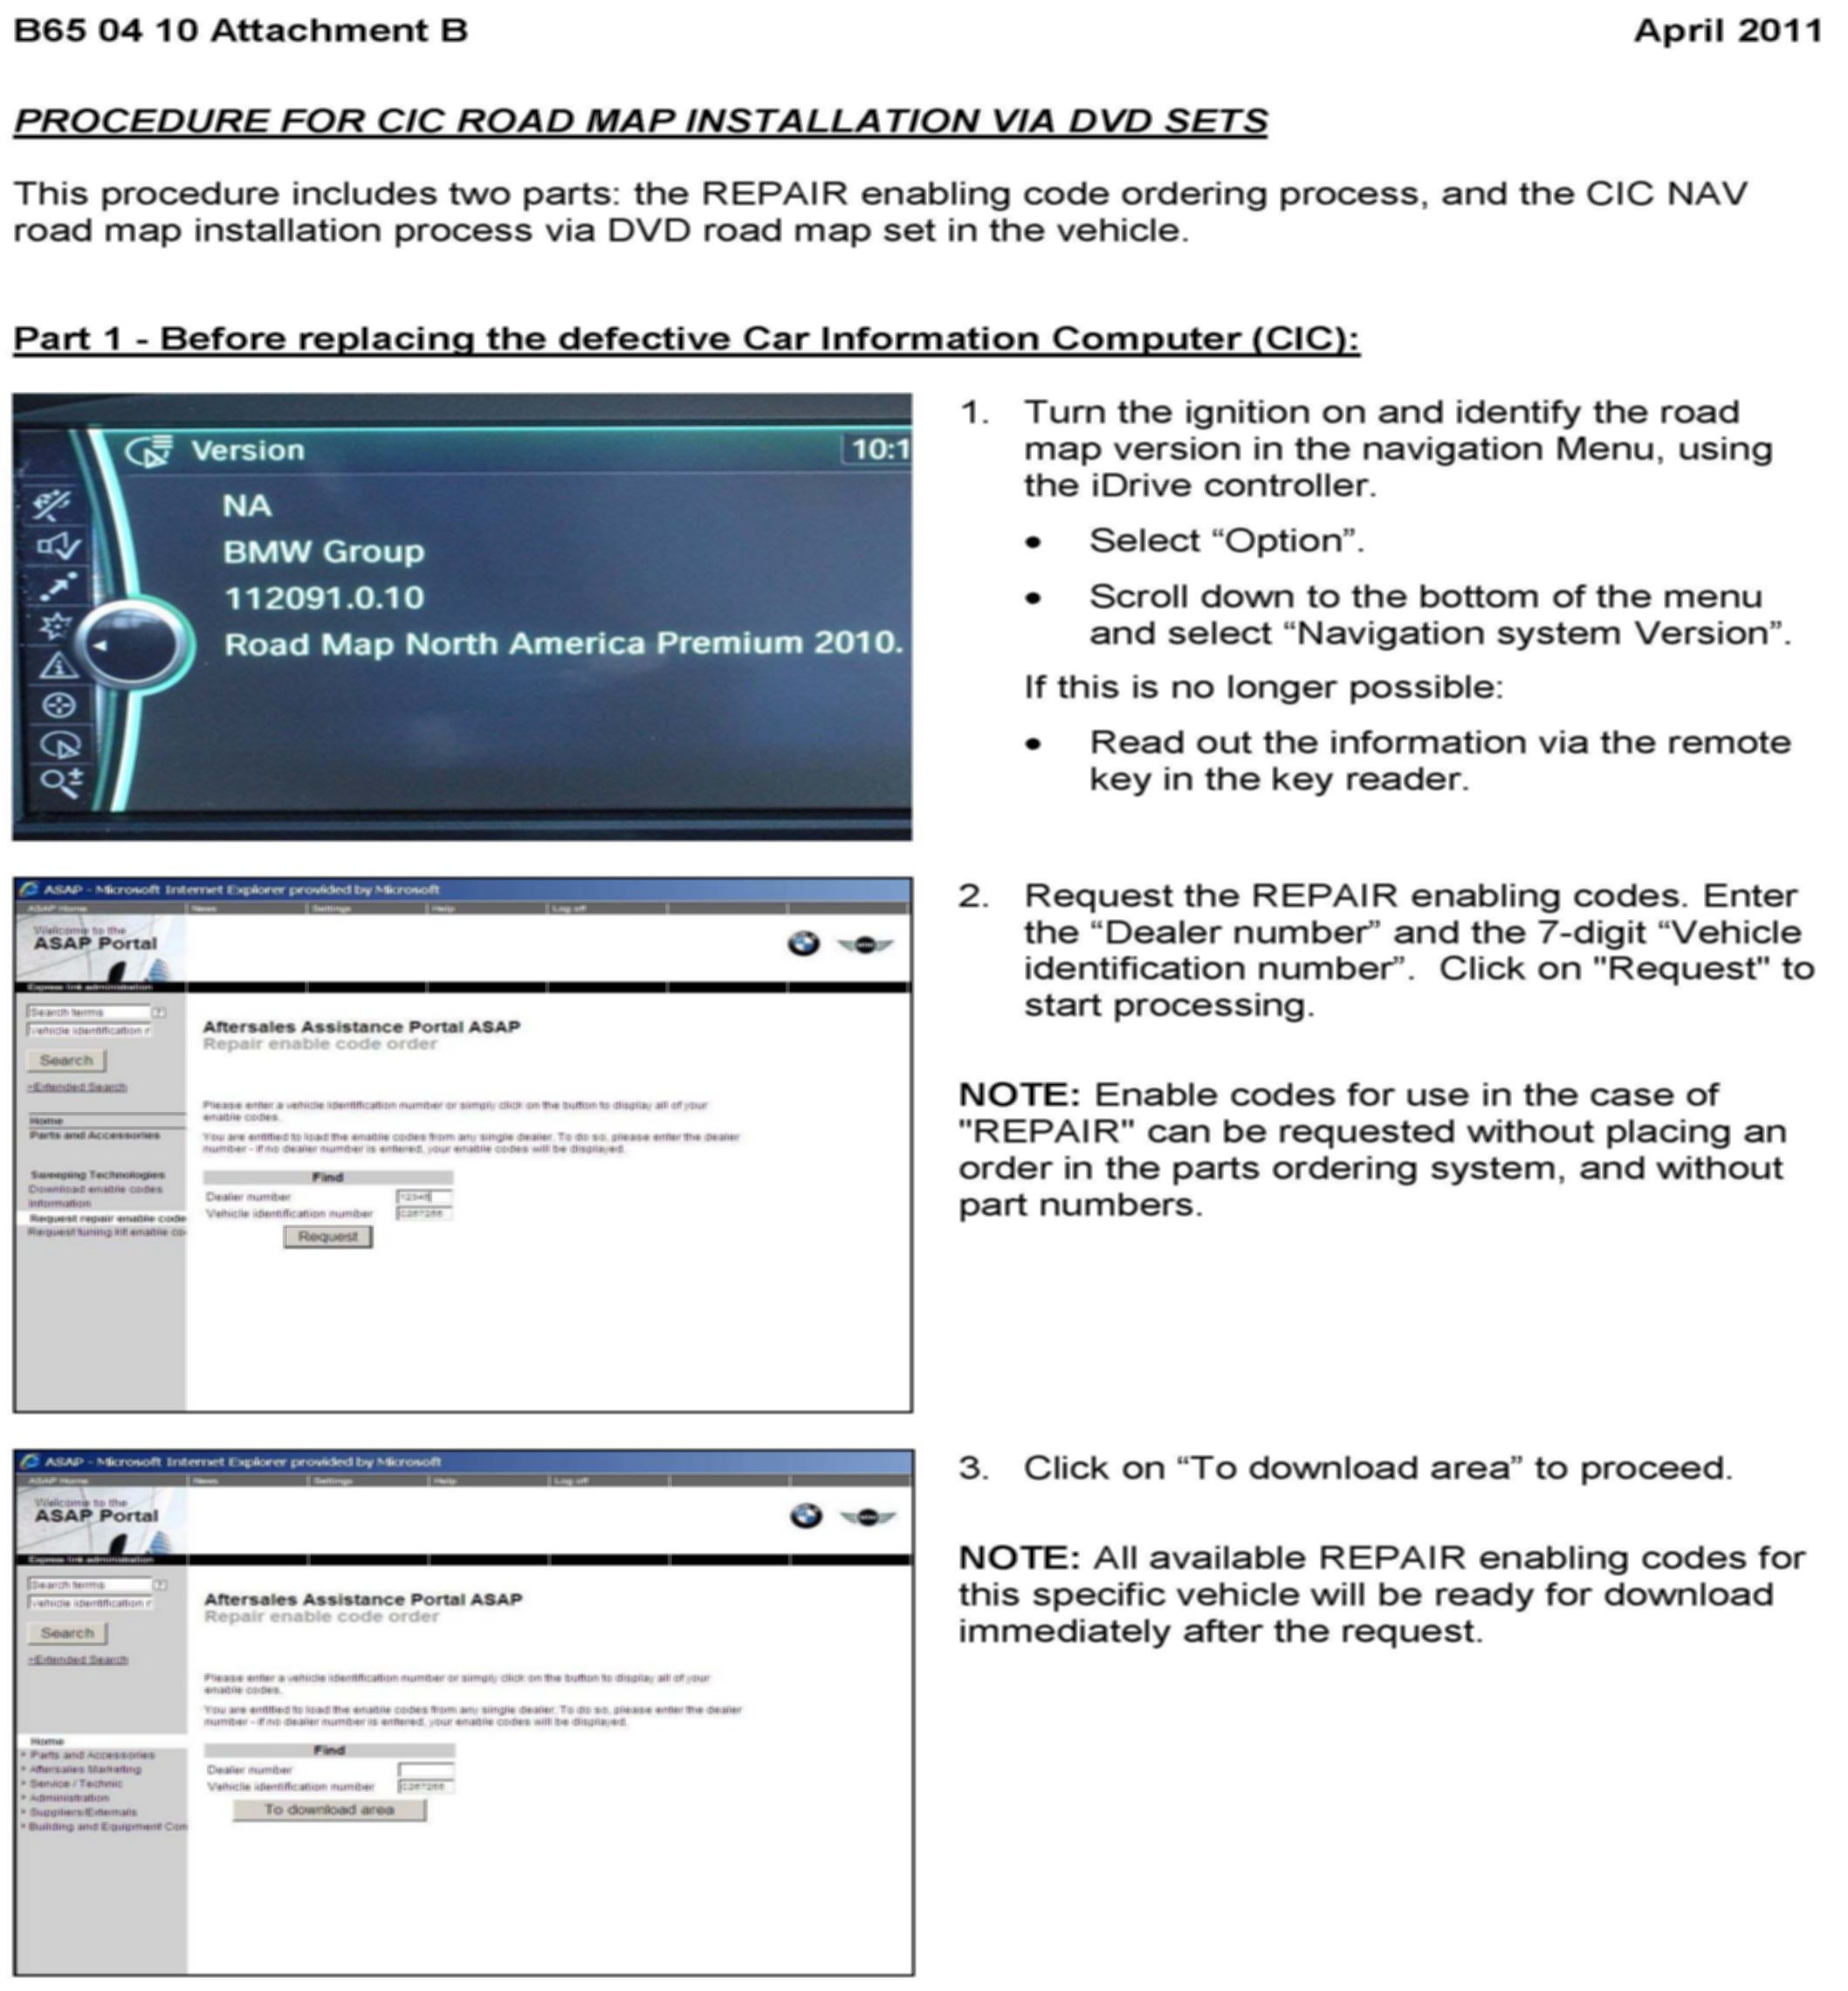 B65 04 10 Attachment B April 2011
PROCEDURE FOR CIC ROAD MAP INSTALLATION VIA DVD SETS
This procedure includes two parts: the REPAIR enabling code ordering process, and the CIC NAV
road map installation process via DVD road map set in the vehicle.
Part 1 - Before replacing the defective Car Information Computer (CIC):
Version 10:1
NA
BMW Group
112091.0.10
Road Map North America Premium 2010.
1. Turn the ignition on and identify the road
map version in the navigation Menu, using
the iDrive controller.
• Select “Option”.
• Scroll down to the bottom of the menu
and select “Navigation system Version”.
If this is no longer possible:
• Read out the information via the remote
key in the key reader.
ASAP - Microsoft Internet Explorer provided by Microsoft
ASAP Home News Settings Help Log off
Welcome to the
ASAP Portal
Express link administration
Search terms ?
Vehicle identification r
Search
Extended Search
Home
Parts and Accessories
Sweeping Technologies
Download enable codes
Information
Request repair enable code
Request tuning kit enable co
Aftersales Assistance Portal ASAP
Repair enable code order
Please enter a vehicle identification number or simply click on the button to display all of your
enable codes.
You are entitled to load the enable codes from any single dealer. To do so, please enter the dealer
number - if no dealer number is entered, your enable codes will be displayed.
Find
Dealer number 12345
Vehicle identification number C267266
Request
2. Request the REPAIR enabling codes. Enter
the “Dealer number” and the 7-digit “Vehicle
identification number”. Click on "Request" to
start processing.
NOTE: Enable codes for use in the case of
"REPAIR" can be requested without placing an
order in the parts ordering system, and without
part numbers.
ASAP - Microsoft Internet Explorer provided by Microsoft
ASAP Home News Settings Help Log off
Welcome to the
ASAP Portal
Express link administration
Search terms ?
Vehicle identification r
Search
Extended Search
Home
Parts and Accessories
Aftersales Marketing
Service / Technic
Administration
Suppliers/Externals
Building and Equipment Con
Aftersales Assistance Portal ASAP
Repair enable code order
Please enter a vehicle identification number or simply click on the button to display all of your
enable codes.
You are entitled to load the enable codes from any single dealer. To do so, please enter the dealer
number - if no dealer number is entered, your enable codes will be displayed.
Find
Dealer number
Vehicle identification number C267266
To download area
3. Click on “To download area” to proceed.
NOTE: All available REPAIR enabling codes for
this specific vehicle will be ready for download
immediately after the request.